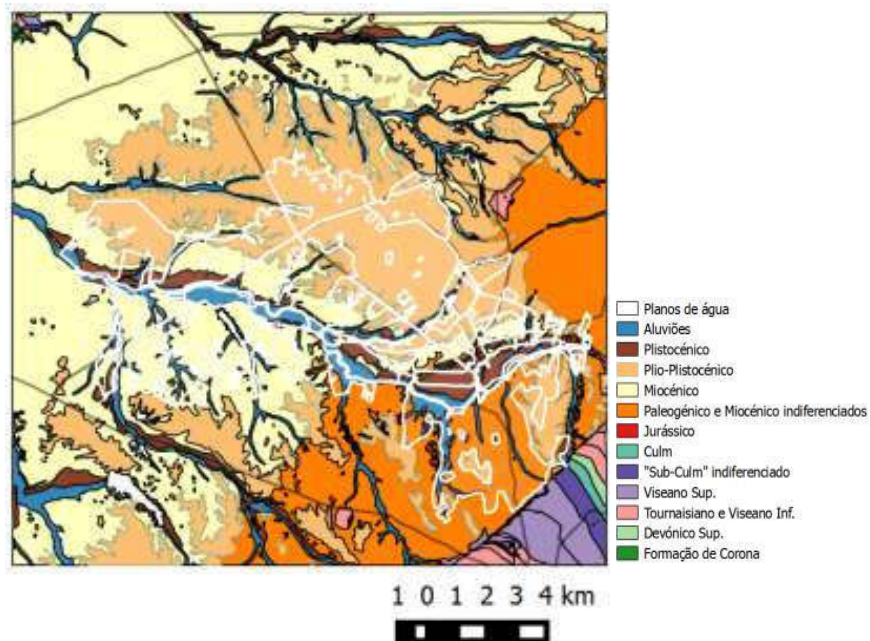 Planos de água
Aluviões
Plistocénico
Plio-Plistocénico
Miocénico
Paleogénico e Miocénico indiferenciados
Jurássico
Culm
"Sub-Culm" indiferenciado
Viseano Sup.
Tournaisiano e Viseano Inf.
Devónico Sup.
Formação de Corona
1 0 1 2 3 4 km